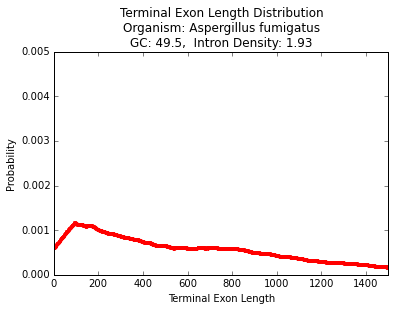 Terminal Exon Length Distribution
Organism: Aspergillus fumigatus
GC: 49.5,  Intron Density: 1.93
0.005
0.004
0.003
0.002
0.001
0.000
Probability
0 200 400 600 800 1000 1200 1400
Terminal Exon Length